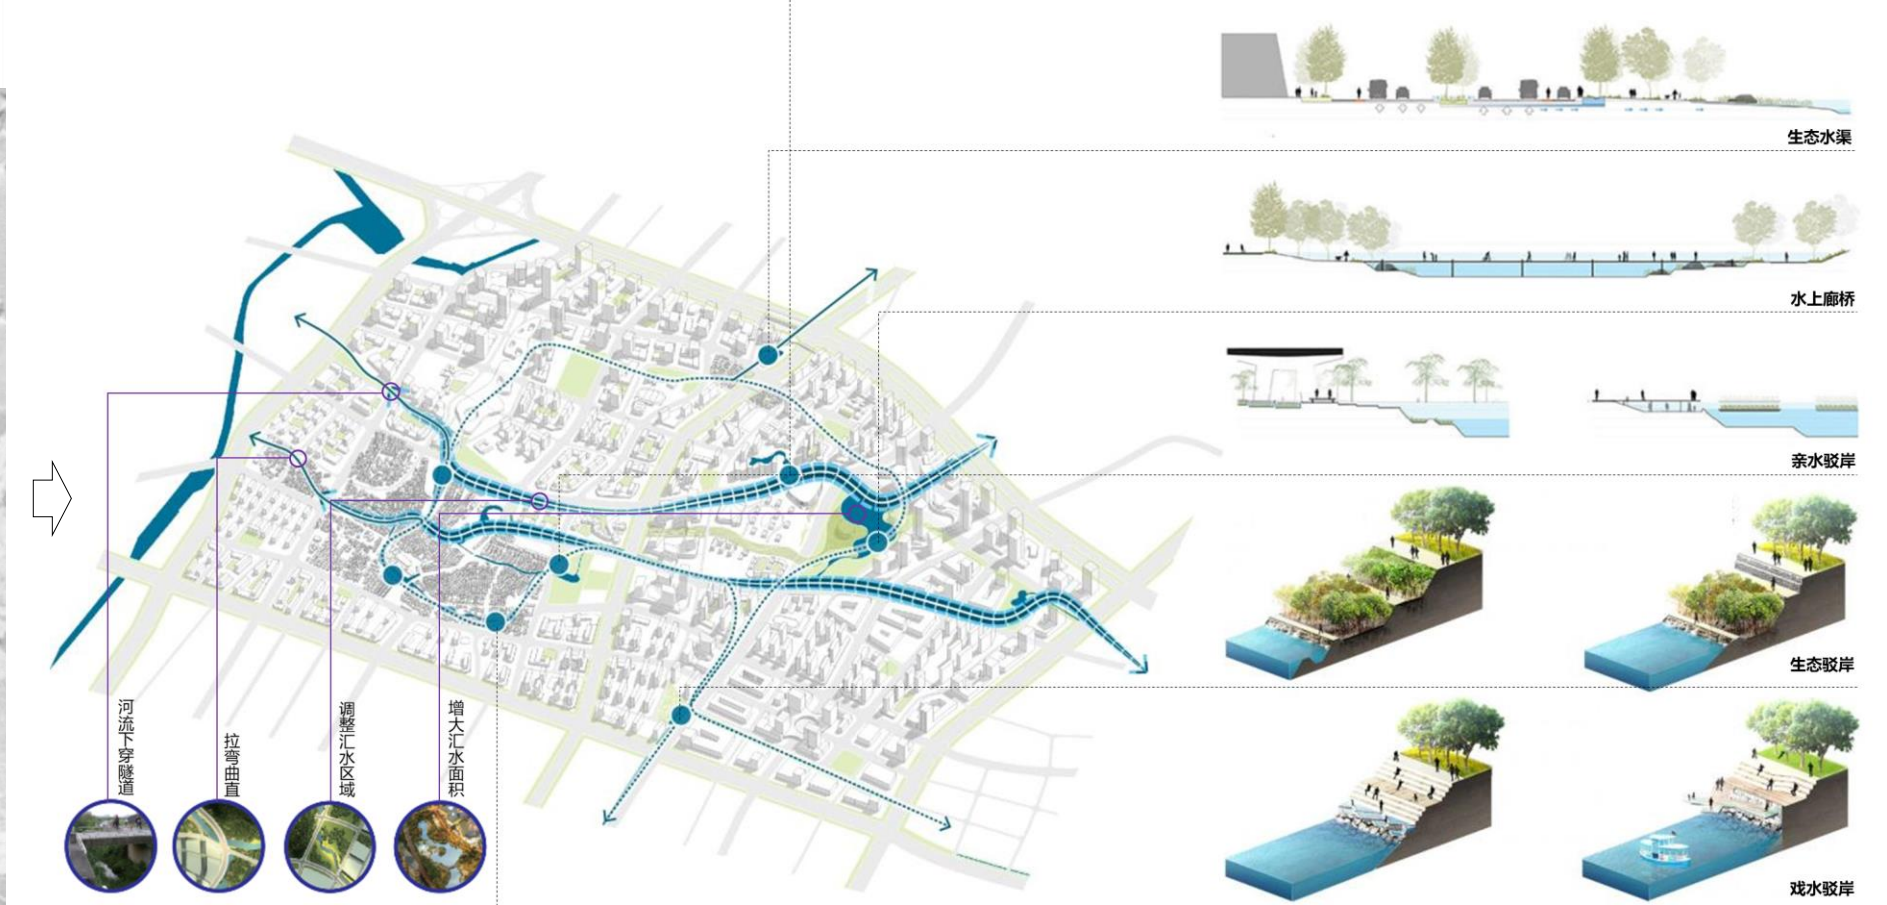 生态水渠
水上廊桥
亲水驳岸
生态驳岸
戏水驳岸
河流下穿隧道
拉弯曲直
调整汇水区域
增大汇水面积